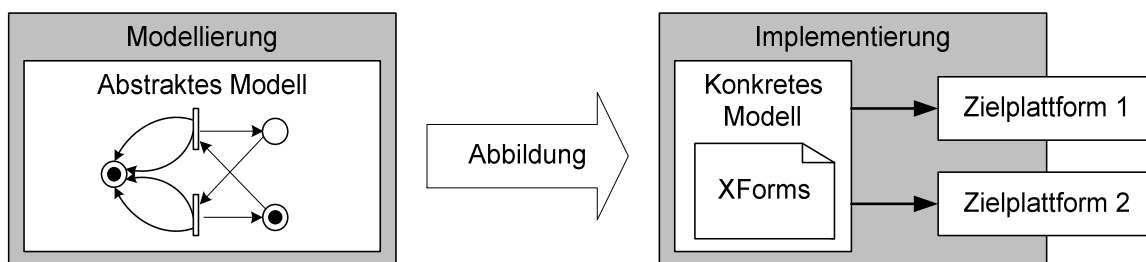 Modellierung
Abstraktes Modell
Abbildung
Implementierung
Konkretes
Modell
XForms
Zielplattform 1
Zielplattform 2